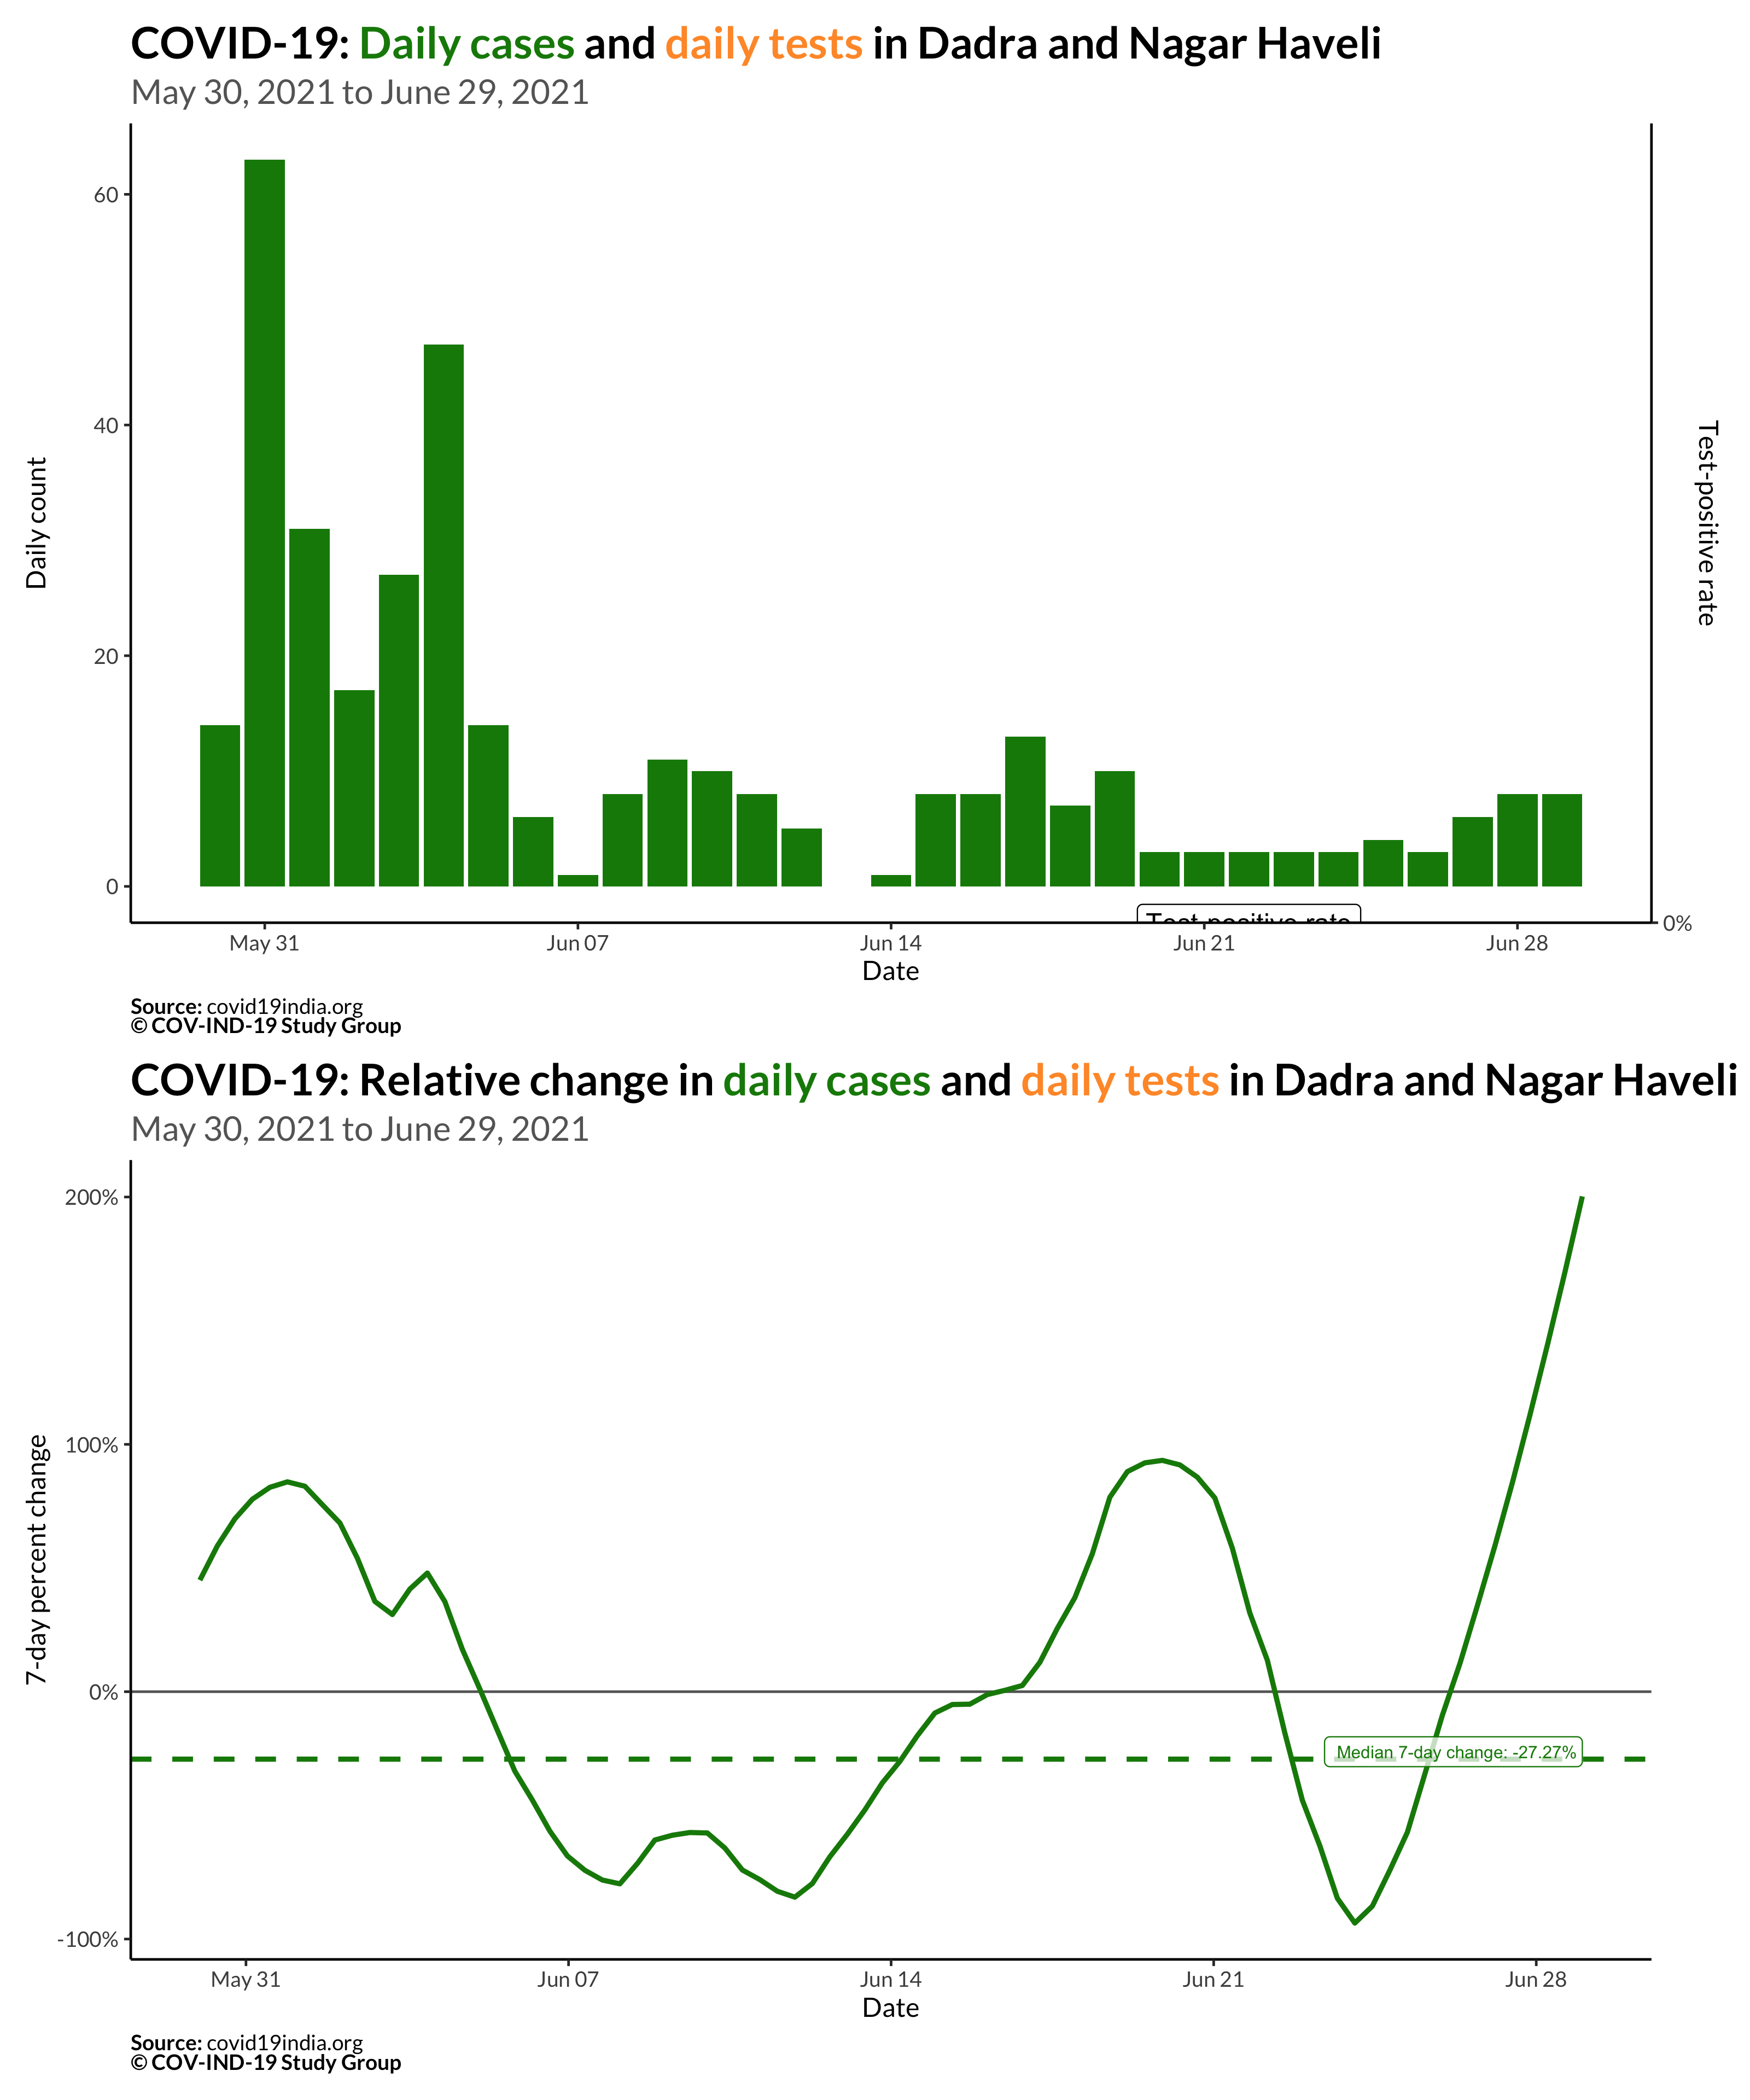 COVID-19: Daily cases and daily tests in Dadra and Nagar Haveli
May 30, 2021 to June 29, 2021
60
40
20
0
Daily count
Test-positive rate
Test-positive rate
0%
May 31
Jun 07
Jun 14
Jun 21
Jun 28
Date
Source: covid19india.org
© COV-IND-19 Study Group
COVID-19: Relative change in daily cases and daily tests in Dadra and Nagar Haveli
May 30, 2021 to June 29, 2021
200%
100%
0%
-100%
7-day percent change
Median 7-day change: -27.27%
May 31
Jun 07
Jun 14
Jun 21
Jun 28
Date
Source: covid19india.org
© COV-IND-19 Study Group